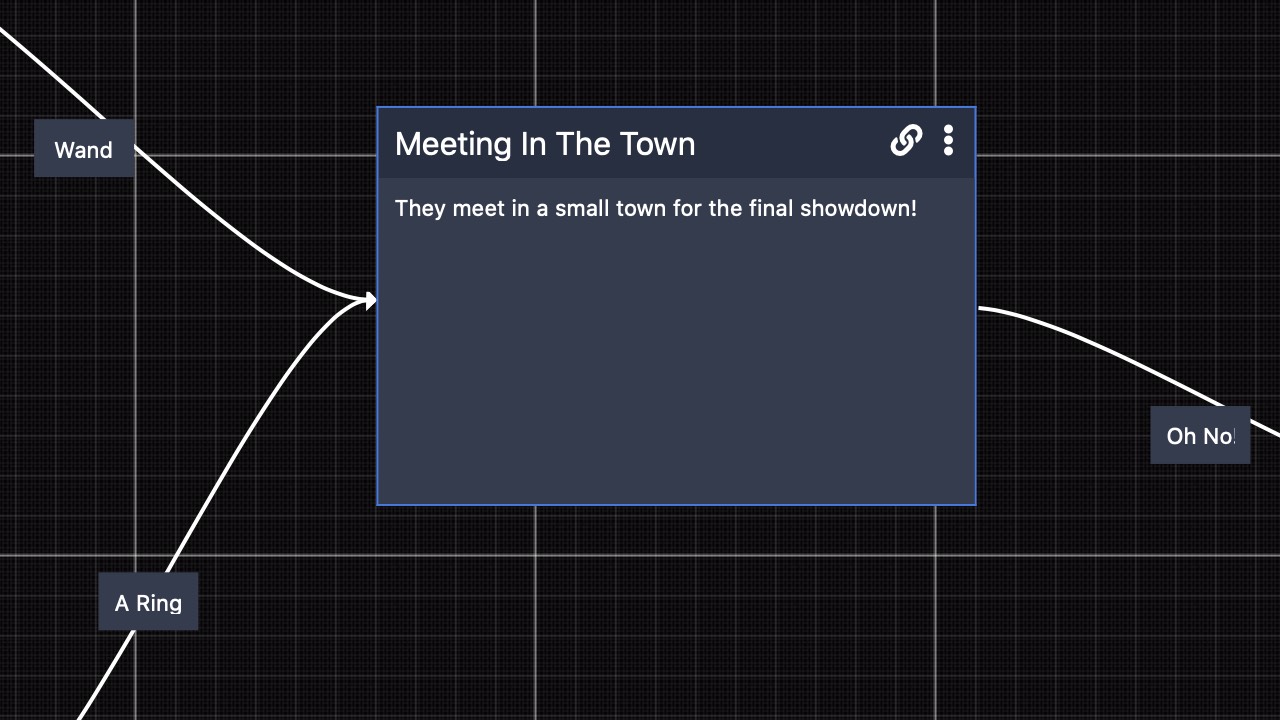 Wand
Meeting In The Town
They meet in a small town for the final showdown!
Oh No!
A Ring